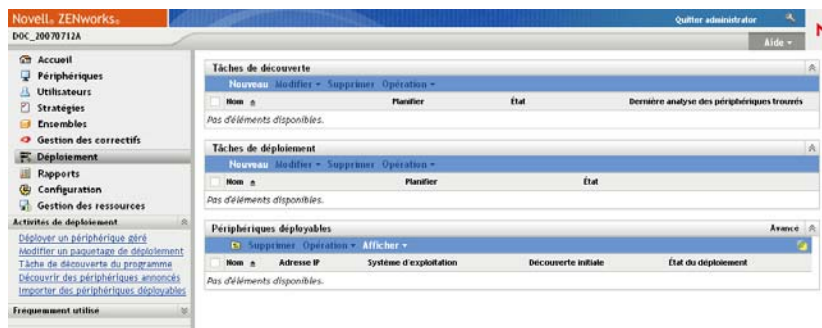 Novell® ZENworks®
Quitter administrator
DOC_20070712A
Aide
N
Accueil
Périphériques
Utilisateurs
Stratégies
Ensembles
Gestion des correctifs
Déploiement
Rapports
Configuration
Gestion des ressources
Activités de déploiement
Déployer un périphérique géré
Modifier un paquetage de déploiement
Tâche de découverte du programme
Découvrir des périphériques annoncés
Importer des périphériques déployables
Fréquemment utilisé
Tâches de découverte
Nouveau Modifier Supprimer Opération
Nom Planifier État Dernière analyse des périphériques trouvés
Pas d'éléments disponibles.
Tâches de déploiement
Nouveau Modifier Supprimer Opération
Nom Planifier État
Pas d'éléments disponibles.
Périphériques déployables Avancé
Supprimer Opération Afficher
Nom Adresse IP Système d'exploitation Découverte initiale État du déploiement
Pas d'éléments disponibles.